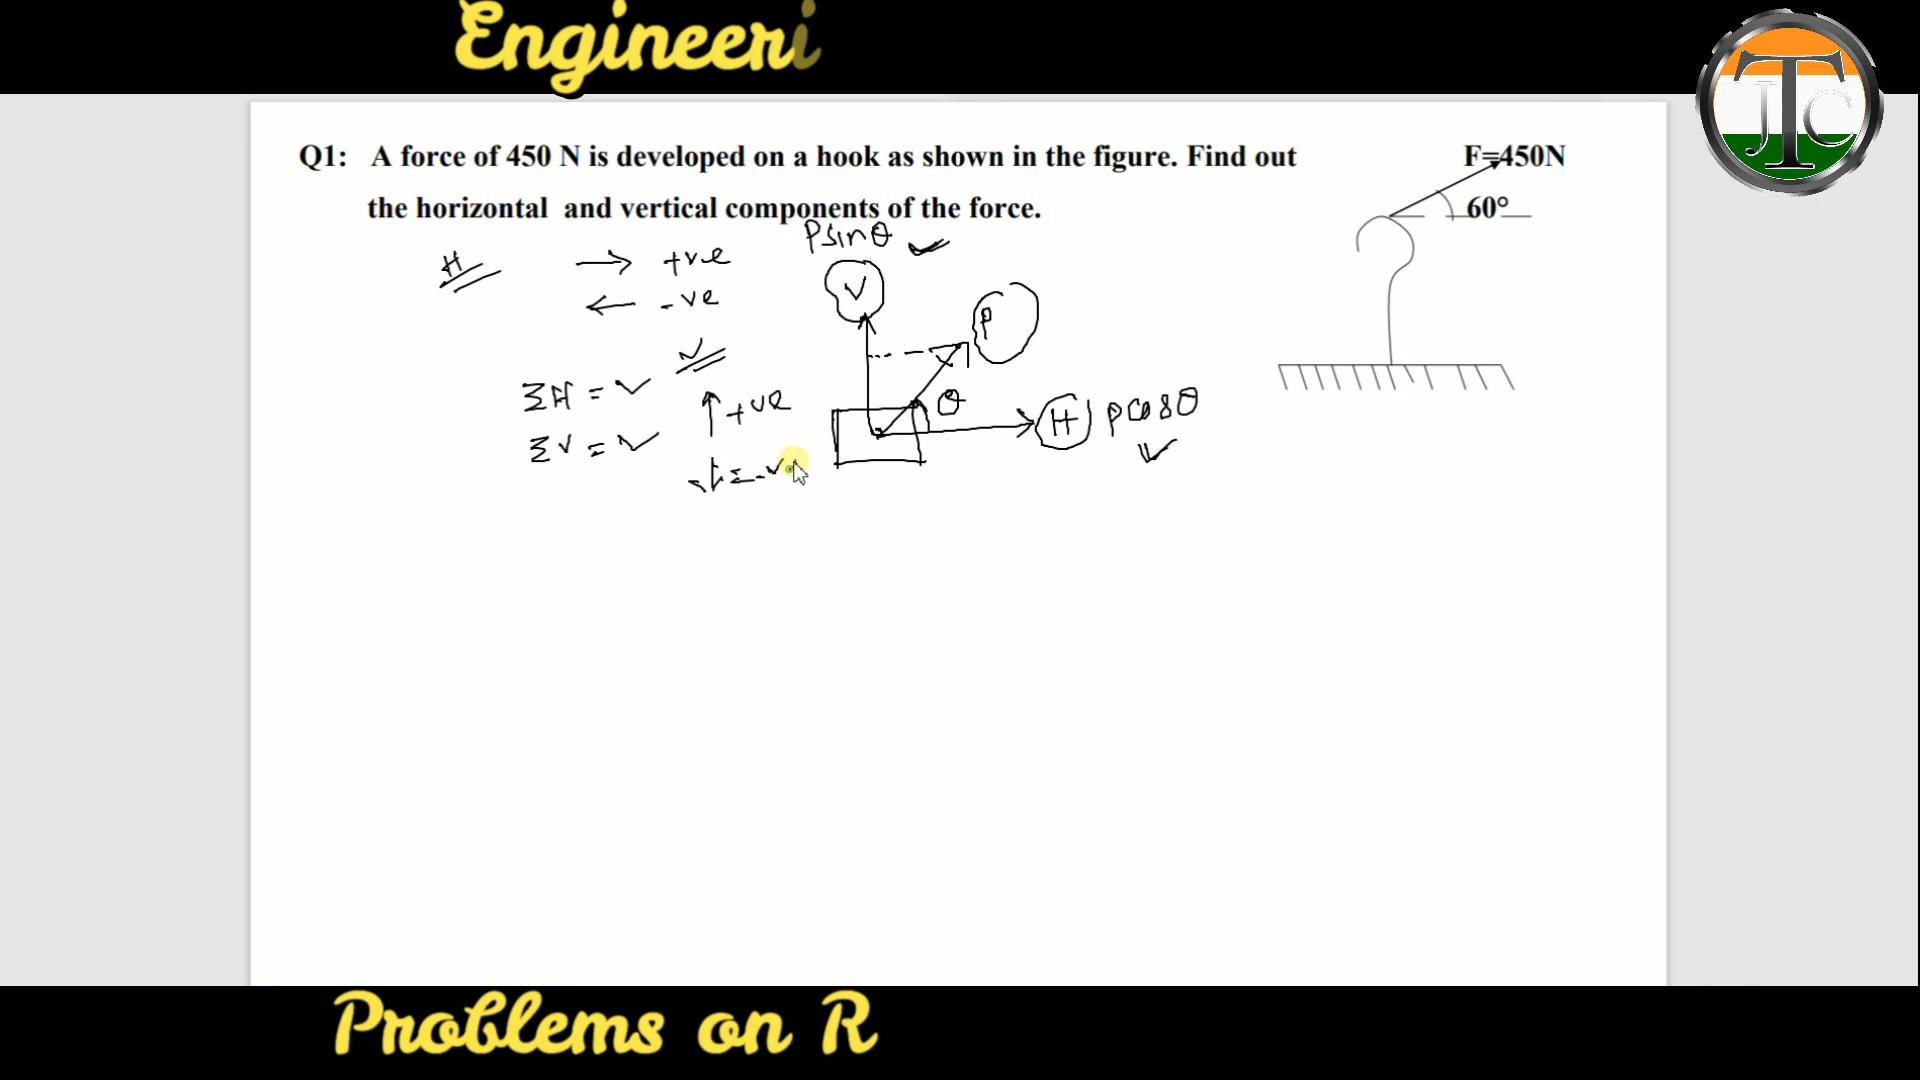 Engineeri
JTC
Q1: A force of 450 N is developed on a hook as shown in the figure. Find out
the horizontal and vertical components of the force.
F=450N
60°
H
→ +ve
← -ve
V
↑ +ve
ΣH = ✓
ΣV = ✓
Psinθ ✓
V
P
θ
H
Pcosθ
✓
Problems on R